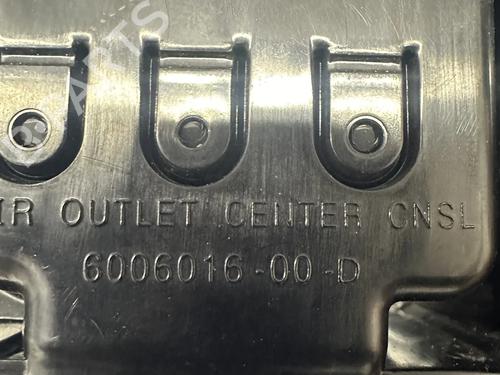 IR OUTLET CENTER CNSL
6006016-00-D